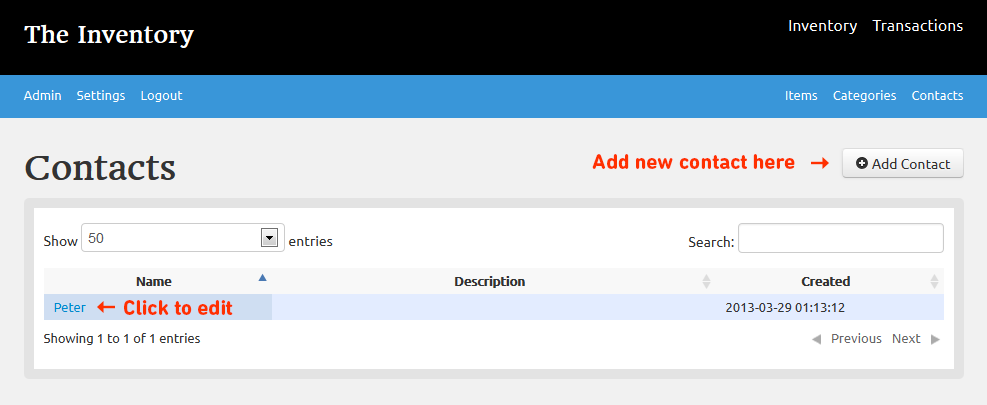 The Inventory
Inventory Transactions
Admin Settings Logout
Items Categories Contacts
Contacts
Add new contact here → Add Contact
Show 50 entries
Search:
Name Description Created
Peter ← Click to edit 2013-03-29 01:13:12
Showing 1 to 1 of 1 entries
Previous Next